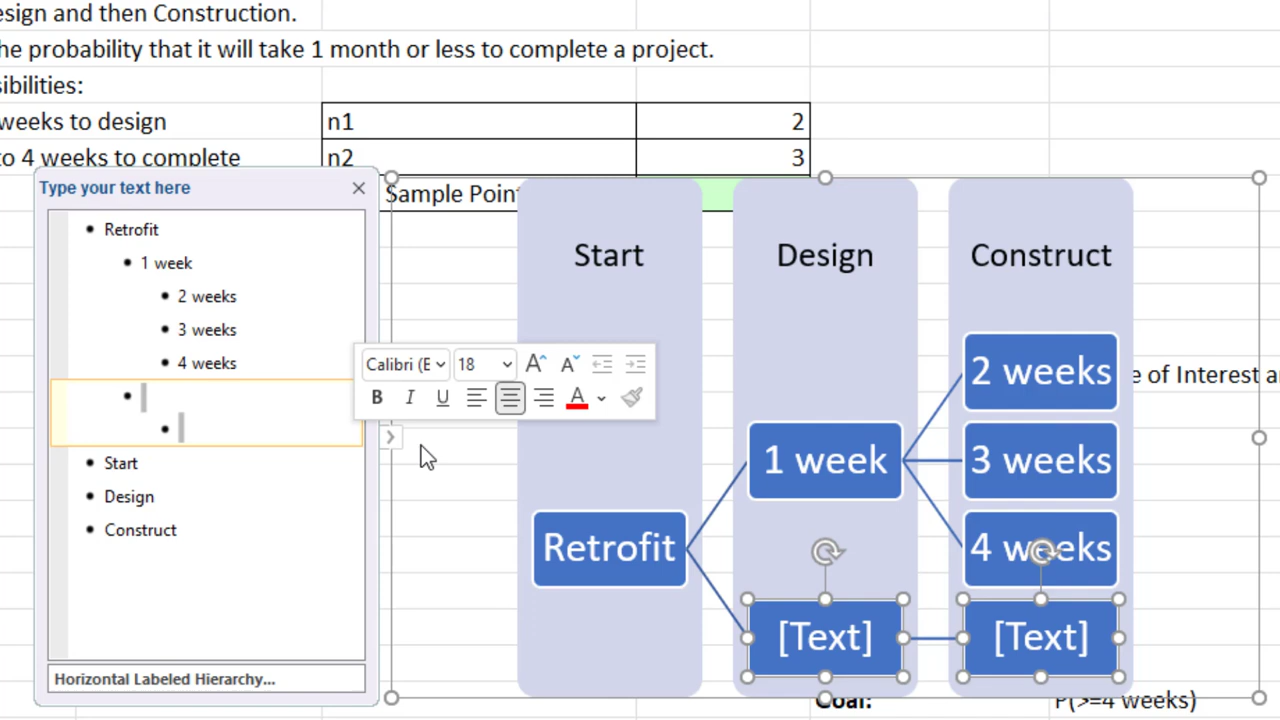 esign and then Construction.
he probability that it will take 1 month or less to complete a project.
sibilities:
weeks to design n1 2
to 4 weeks to complete n2 3
Type your text here
Sample Point
Retrofit
1 week
2 weeks
3 weeks
4 weeks
Start
Design
Construct
Horizontal Labeled Hierarchy...
Calibri (E 18
B I U A
Start Design Construct
2 weeks
e of Interest a
1 week 3 weeks
Retrofit 4 weeks
[Text] [Text]
Goal: P(>=4 weeks)